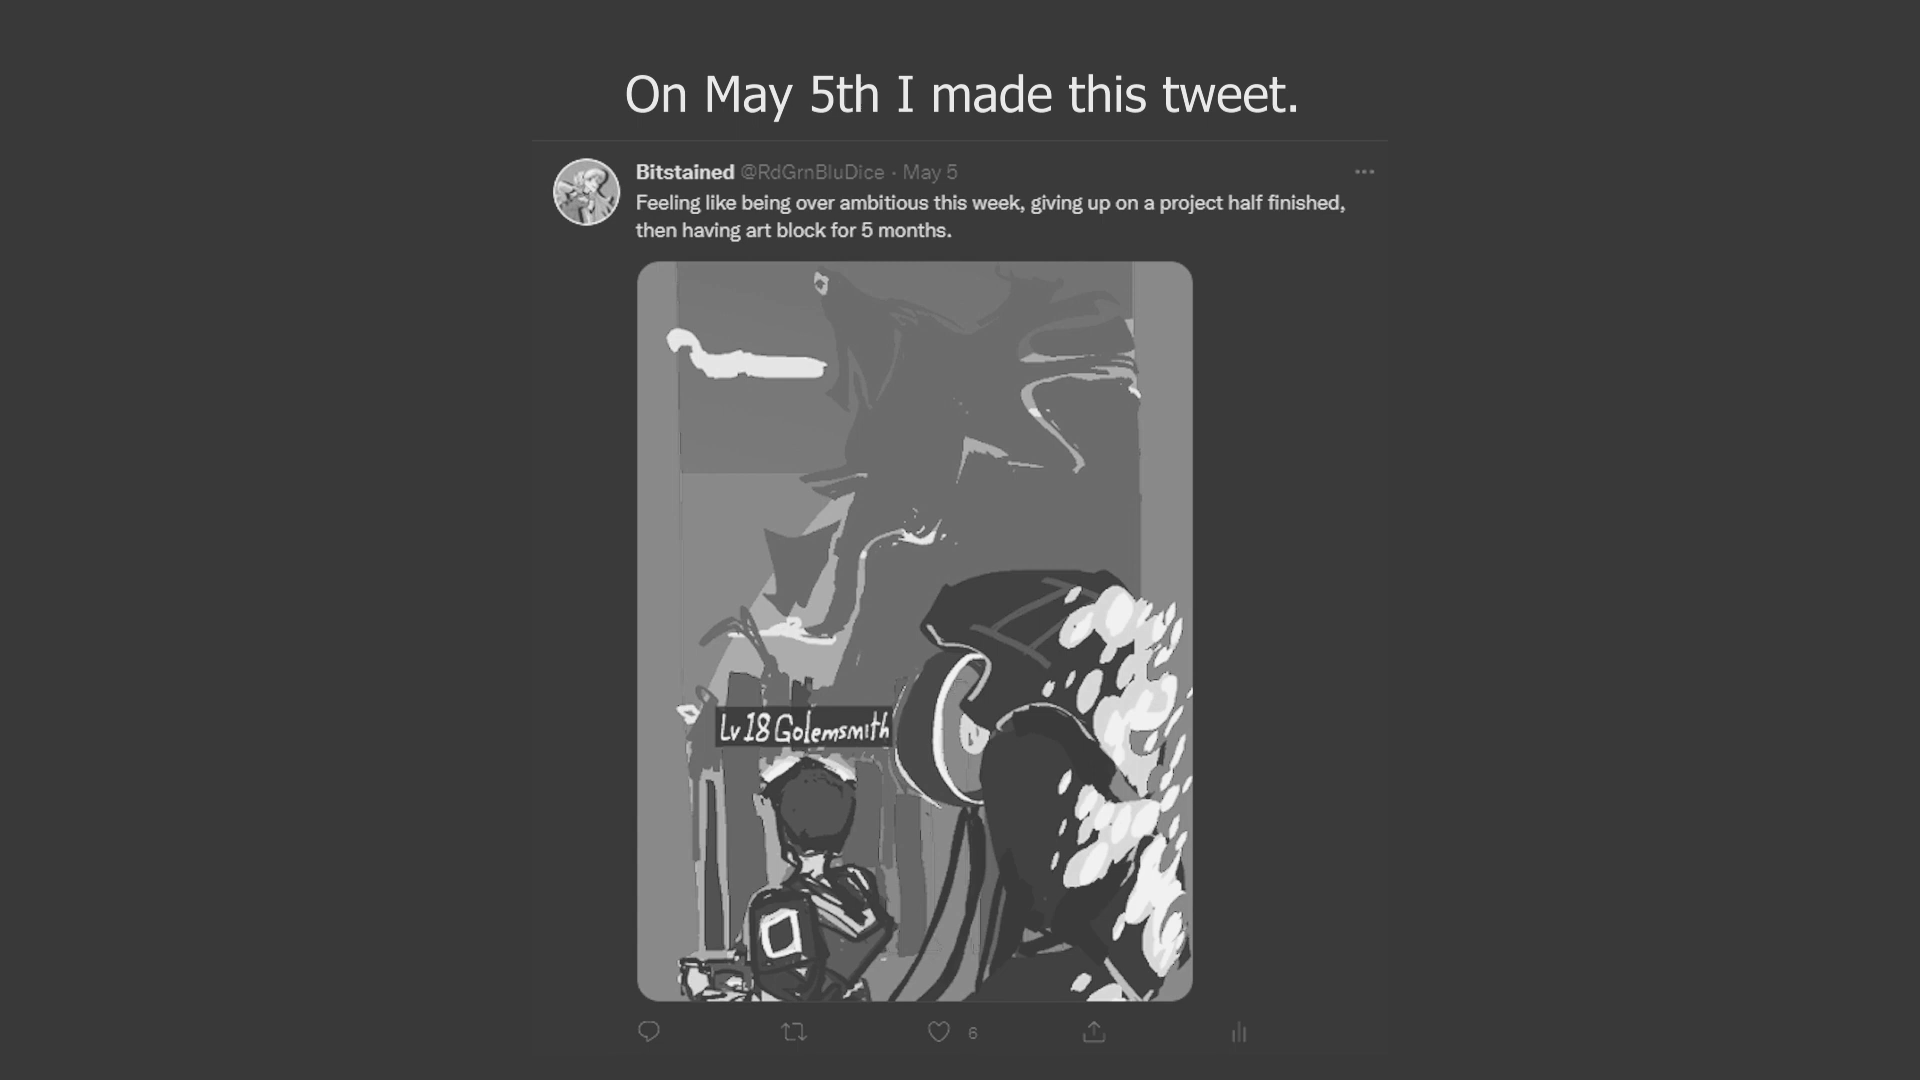 On May 5th I made this tweet.
Bitstained @RdGrnBluDice · May 5
Feeling like being over ambitious this week, giving up on a project half finished,
then having art block for 5 months.
Lv 18 Golemsmith
6